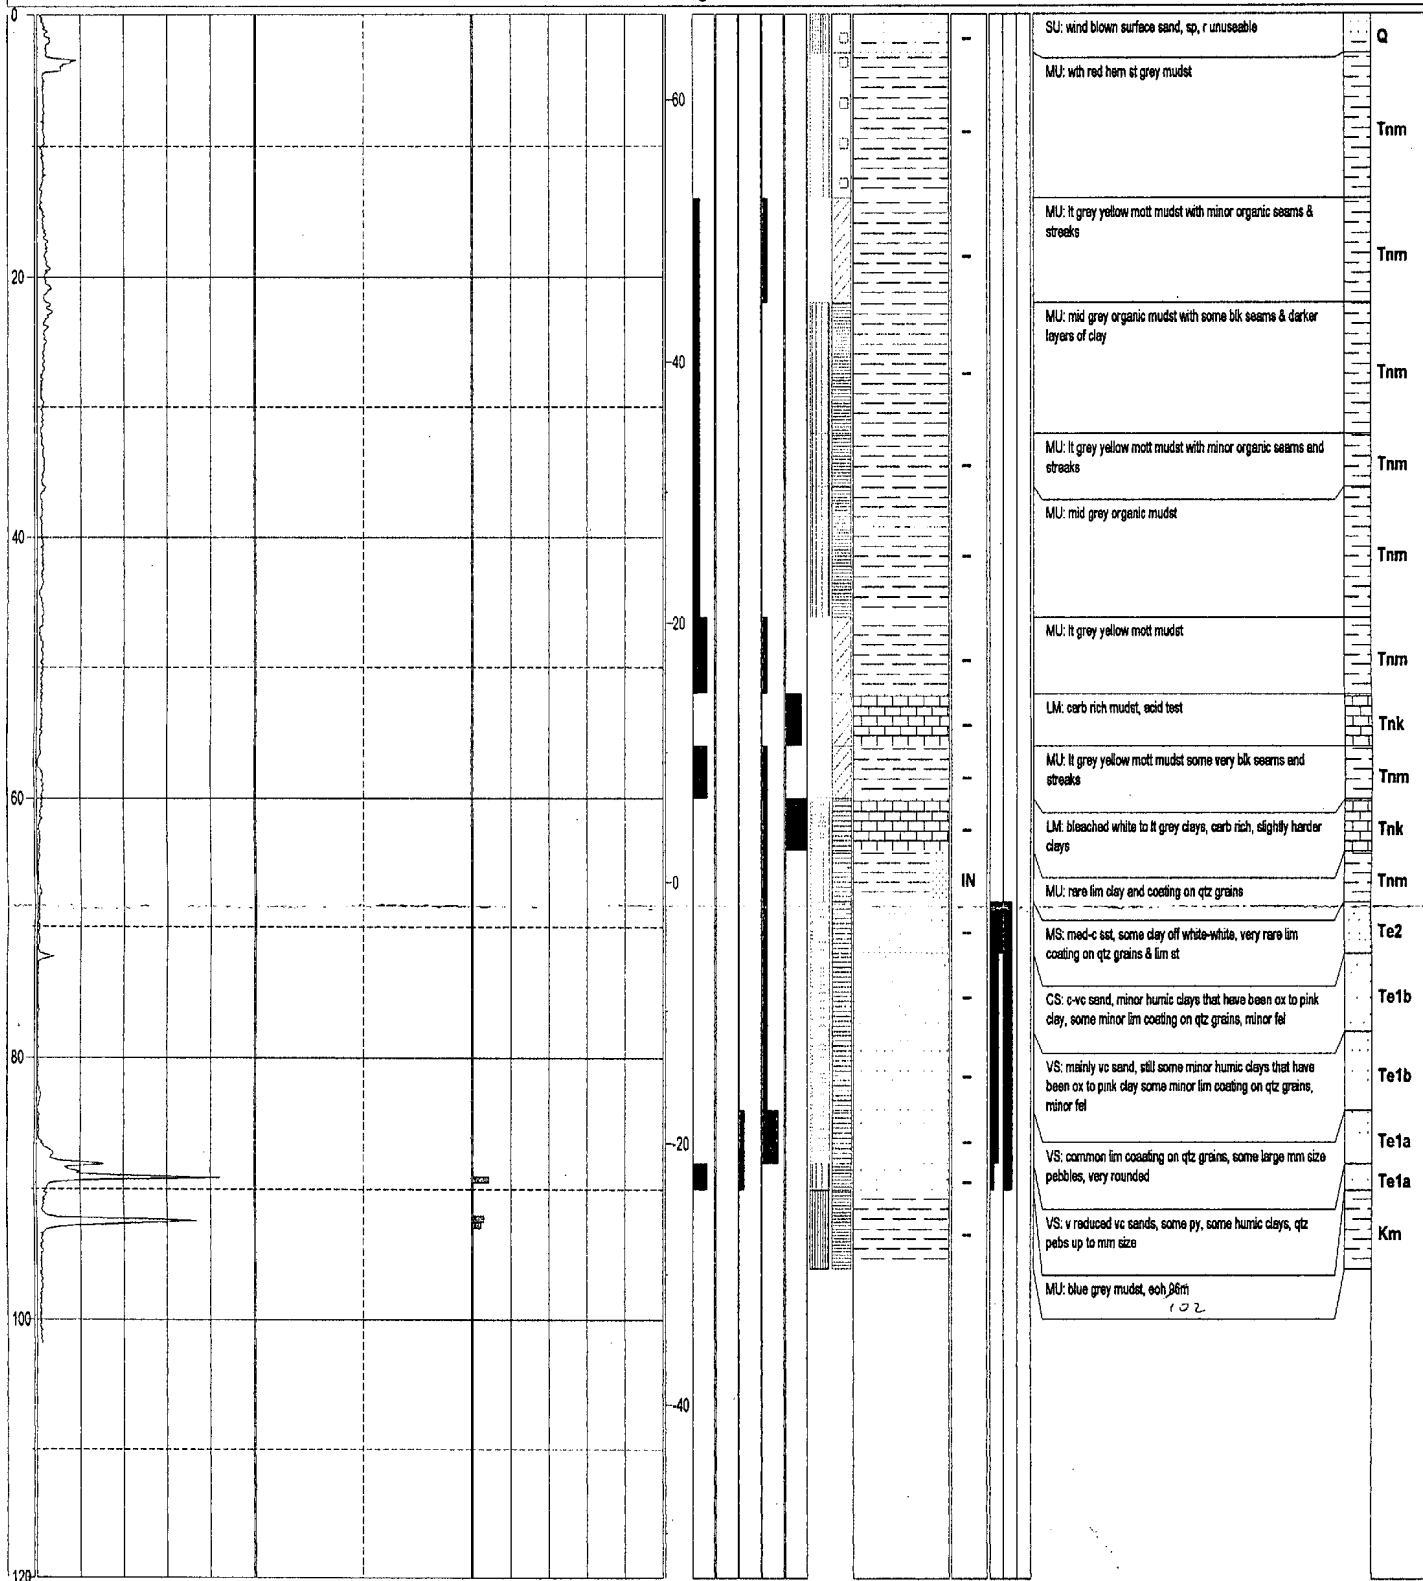 0
SU: wind blown surface sand, sp, r unuseable
Q
MU: wth red hem st grey mudst
60
Tnm
MU: lt grey yellow mott mudst with minor organic seams &
streaks
Tnm
20
MU: mid grey organic mudst with some blk seams & darker
layers of clay
40
Tnm
MU: lt grey yellow mott mudst with minor organic seams and
streaks
Tnm
MU: mid grey organic mudst
40
Tnm
20
MU: lt grey yellow mott mudst
Tnm
LM: carb rich mudst, acid test
Tnk
MU: lt grey yellow mott mudst some very blk seams and
streaks
Tnm
60
LM: bleached white to lt grey clays, carb rich, slightly harder
clays
Tnk
0
IN
MU: rare lim clay and coating on qtz grains
Tnm
MS: med-c sst, some clay off white-white, very rare lim
coating on qtz grains & lim st
Te2
CS: c-vc sand, minor humic clays that have been ox to pink
clay, some minor lim coating on qtz grains, minor fel
Te1b
80
VS: mainly vc sand, still some minor humic clays that have
been ox to pink clay some minor lim coating on qtz grains,
minor fel
Te1b
-20
VS: common lim coaating on qtz grains, some large mm size
pebbles, very rounded
Te1a
Te1a
VS: v reduced vc sands, some py, some humic clays, qtz
pebs up to mm size
Km
MU: blue grey mudst, eoh 96m
102
100
-40
120